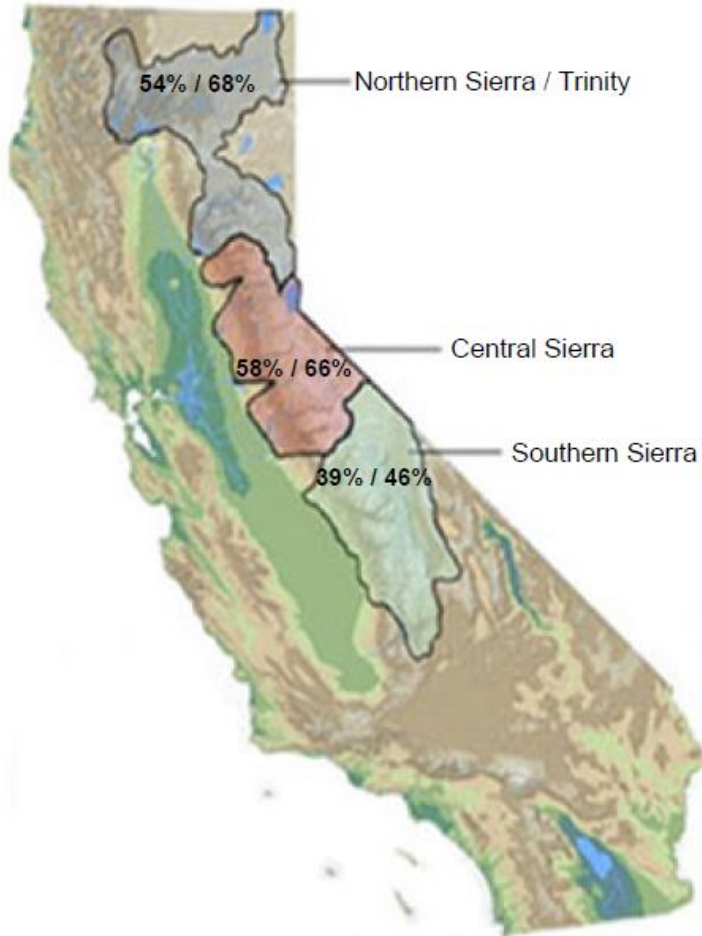 54% / 68%
Northern Sierra / Trinity
58% / 66%
Central Sierra
39% / 46%
Southern Sierra